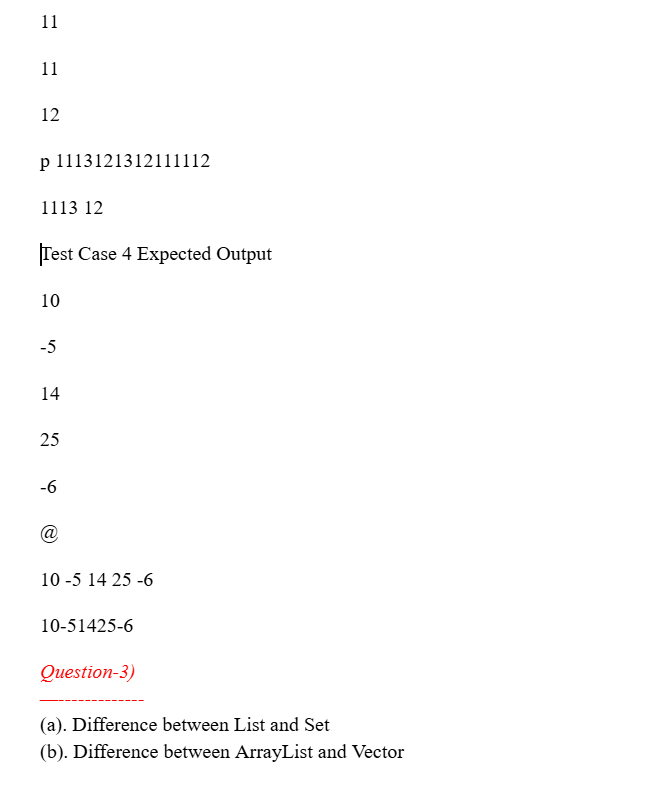 11
11
12
p 1113121312111112
1113 12
Test Case 4 Expected Output
10
-5
14
25
-6
@
10 -5 14 25 -6
10-51425-6
Question-3)
—--------------
(a). Difference between List and Set
(b). Difference between ArrayList and Vector